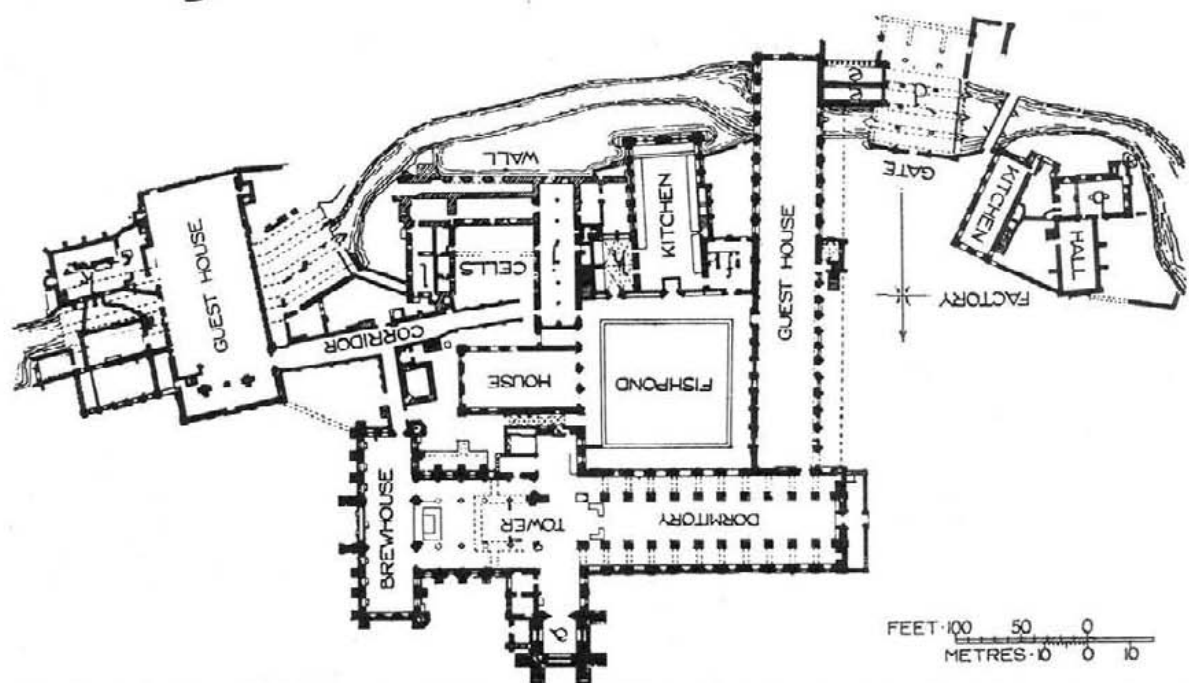 WALL
GATE
KITCHEN
KITCHEN
HALL
GUEST HOUSE
GUEST HOUSE
CELLS
FACTORY
CORRIDOR
HOUSE
FISHPOND
BREWHOUSE
TOWER
DORMITORY
FEET·100 50 0
METRES·10 0 10